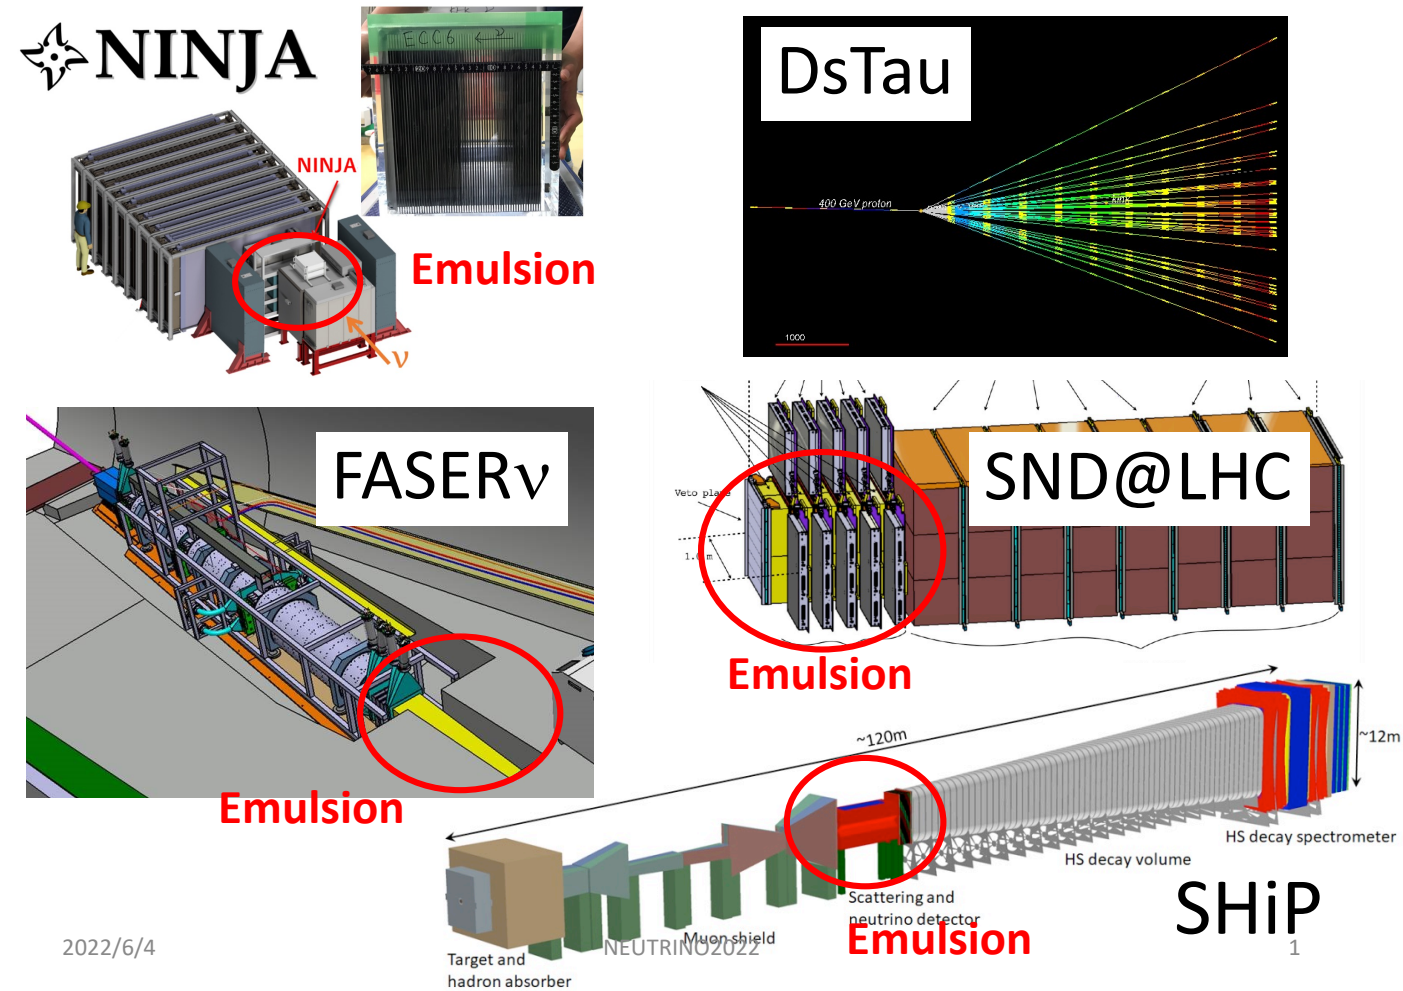 NINJA
ECC6
NINJA
Emulsion
ν
DsTau
400 GeV proton
kink
1000
FASERν
Emulsion
SND@LHC
Veto plane
Emulsion
~120m
~12m
HS decay spectrometer
HS decay volume
Scattering and
neutrino detector
Emulsion
SHiP
Muon shield
Target and
hadron absorber
2022/6/4
NEUTRINO2022
1